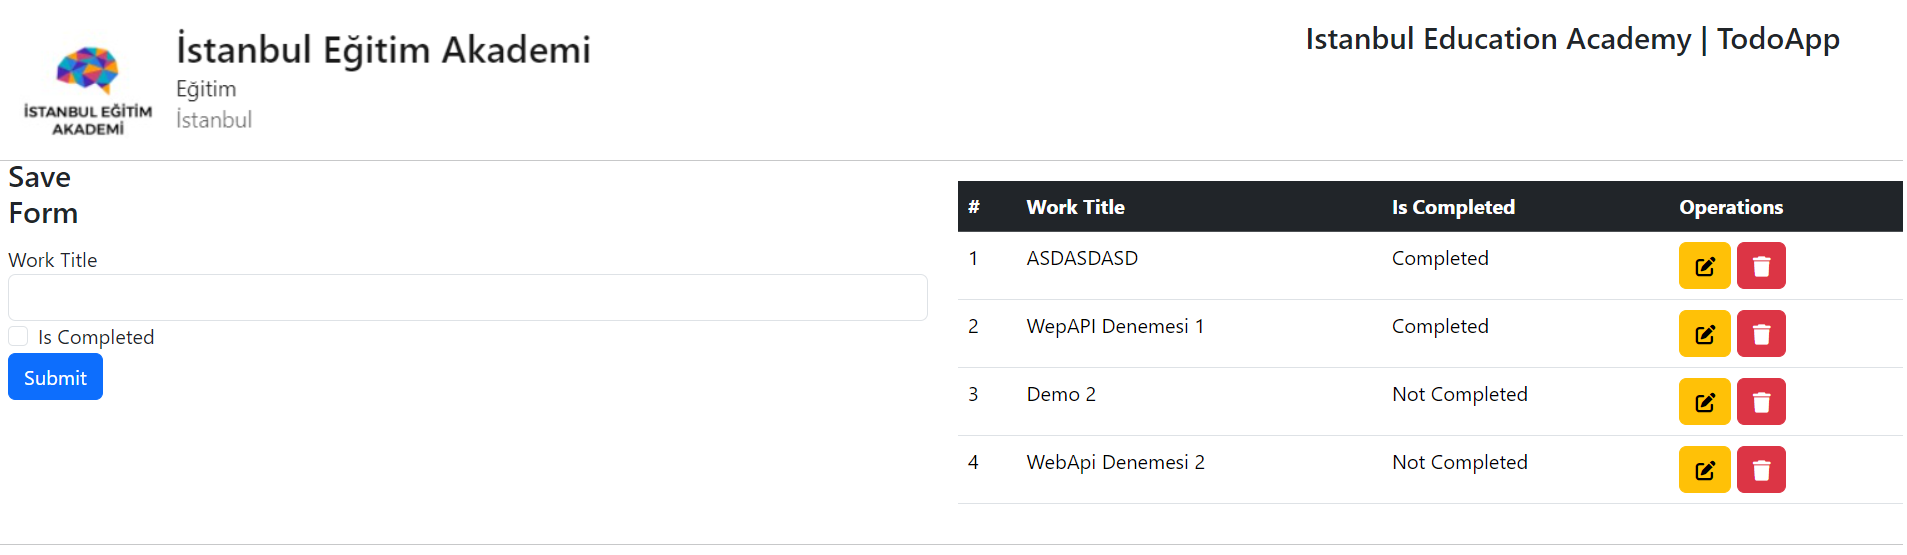 İSTANBUL EĞİTİM
AKADEMİ
İstanbul Eğitim Akademi
Eğitim
İstanbul
Istanbul Education Academy | TodoApp
Save
Form
Work Title
Is Completed
Submit
# Work Title Is Completed Operations
1 ASDASDASD Completed
2 WepAPI Denemesi 1 Completed
3 Demo 2 Not Completed
4 WebApi Denemesi 2 Not Completed